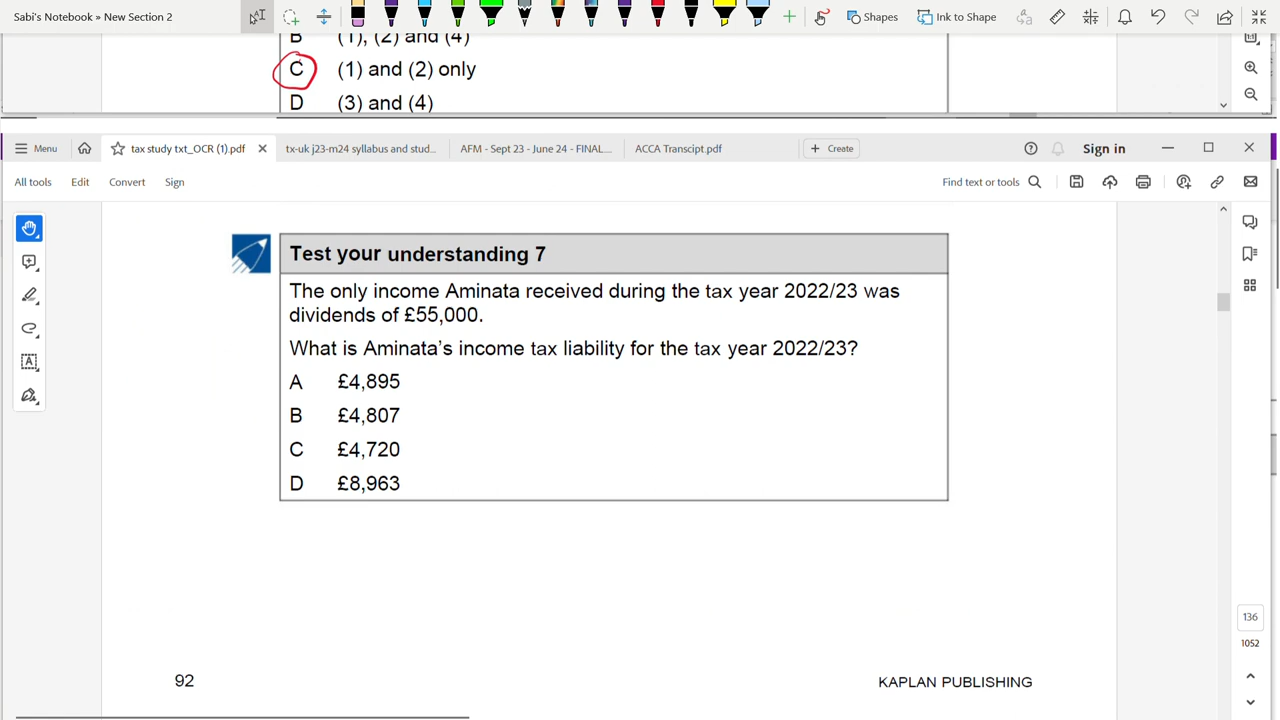 Sabi's Notebook » New Section 2
Shapes
Ink to Shape
B (1), (2) and (4)
C (1) and (2) only
D (3) and (4)
Menu
tax study txt_OCR (1).pdf
tx-uk j23-m24 syllabus and stud...
AFM - Sept 23 - June 24 - FINAL...
ACCA Transcipt.pdf
+ Create
Sign in
All tools
Edit
Convert
Sign
Find text or tools
Test your understanding 7
The only income Aminata received during the tax year 2022/23 was
dividends of £55,000.
What is Aminata's income tax liability for the tax year 2022/23?
A £4,895
B £4,807
C £4,720
D £8,963
136
1052
92
KAPLAN PUBLISHING